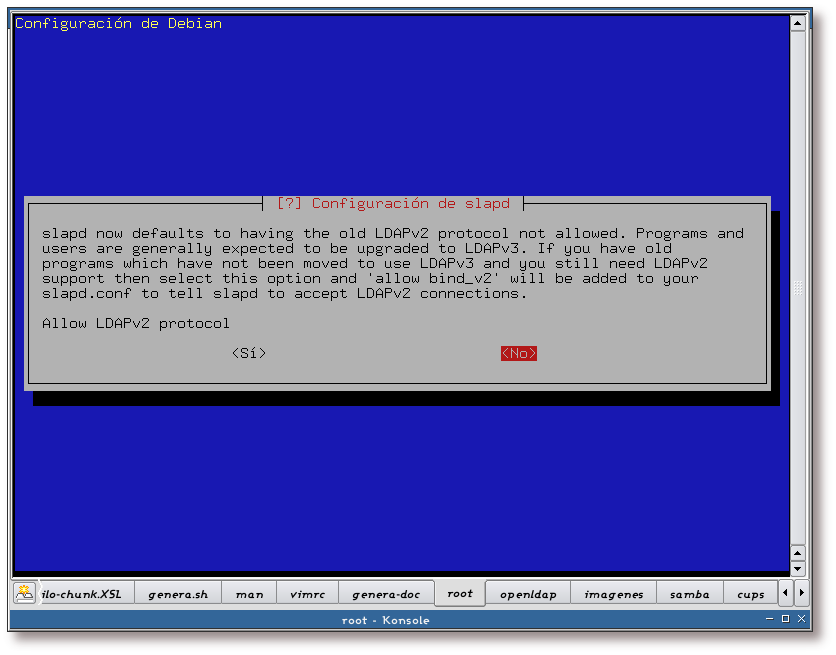 Configuración de Debian
[?] Configuración de slapd
slapd now defaults to having the old LDAPv2 protocol not allowed. Programs and
users are generally expected to be upgraded to LDAPv3. If you have old
programs which have not been moved to use LDAPv3 and you still need LDAPv2
support then select this option and 'allow bind_v2' will be added to your
slapd.conf to tell slapd to accept LDAPv2 connections.
Allow LDAPv2 protocol
<Sí> <No>
ilo-chunk.XSL genera.sh man vimrc genera-doc root openldap imagenes samba cups
root - Konsole